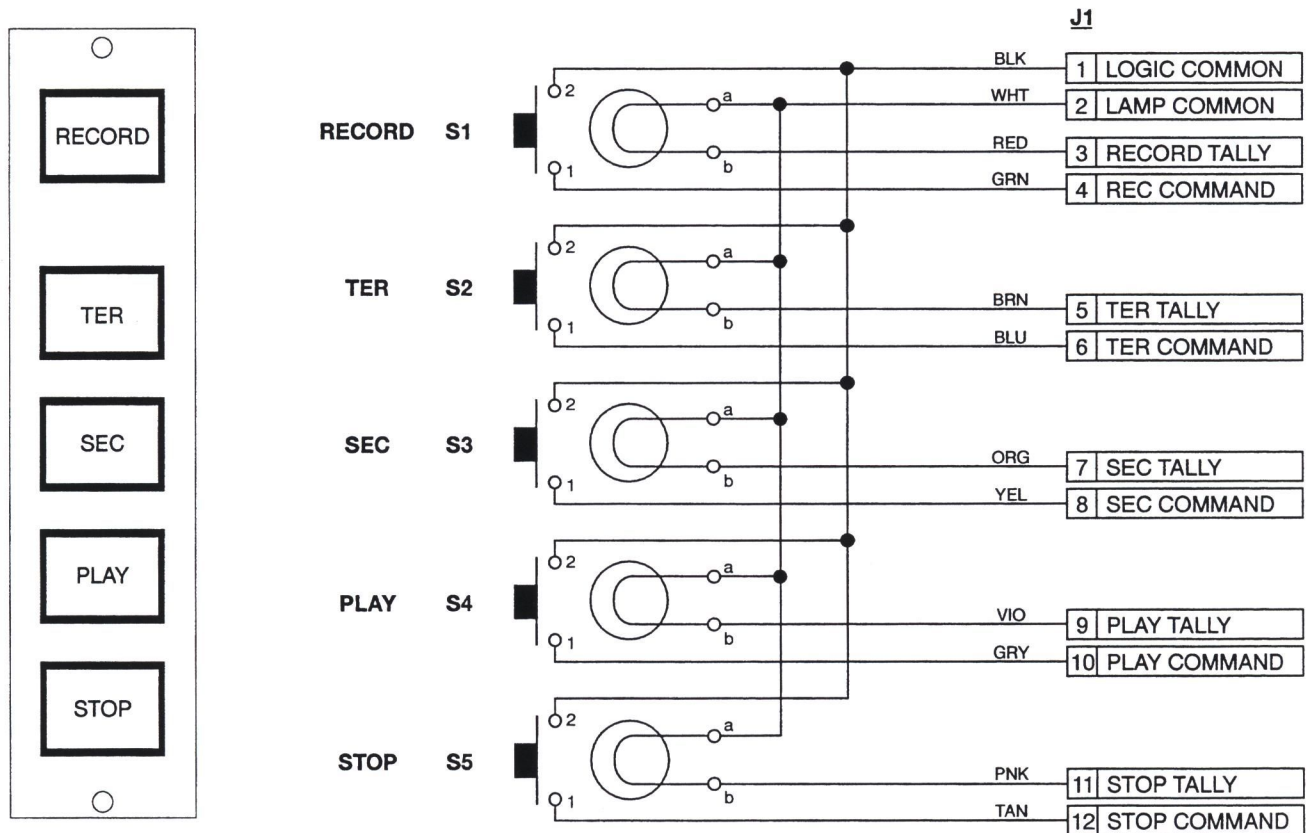 RECORD
TER
SEC
PLAY
STOP
J1
RECORD S1
2
1
a
b
BLK 1 LOGIC COMMON
WHT 2 LAMP COMMON
RED 3 RECORD TALLY
GRN 4 REC COMMAND
TER S2
2
1
a
b
BRN 5 TER TALLY
BLU 6 TER COMMAND
SEC S3
2
1
a
b
ORG 7 SEC TALLY
YEL 8 SEC COMMAND
PLAY S4
2
1
a
b
VIO 9 PLAY TALLY
GRY 10 PLAY COMMAND
STOP S5
2
1
a
b
PNK 11 STOP TALLY
TAN 12 STOP COMMAND